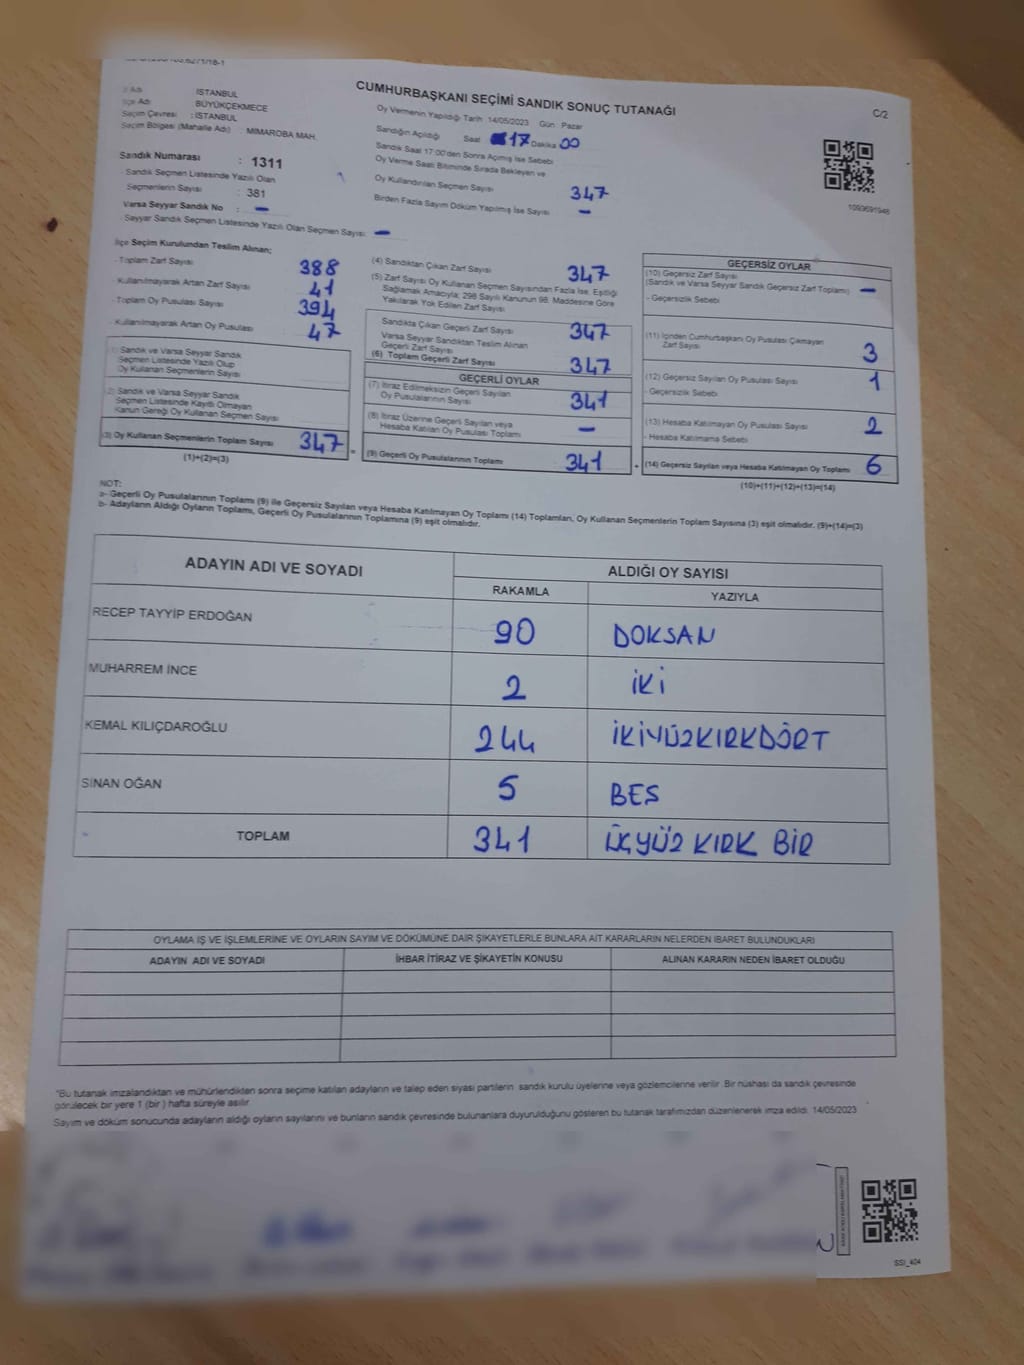 CUMHURBAŞKANI SEÇİMİ SANDIK SONUÇ TUTANAĞI
C/2
İlçe Adı
Seçim Çevresi
Seçim Bölgesi (Mahalle Adı)
İSTANBUL
BÜYÜKÇEKMECE
: İSTANBUL
: MİMAROBA MAH.
Sandık Numarası : 1311
- Sandık Seçmen Listesinde Yazılı Olan
Seçmenlerin Sayısı : 381
Varsa Seyyar Sandık No : -
- Seyyar Sandık Seçmen Listesinde Yazılı Olan Seçmen Sayısı -
Oy Vermenin Yapıldığı Tarih 14/05/2023 Gün : Pazar
Sandığın Açıldığı Saat 17 Dakika 00
Sandık Saat 17:00'den Sonra Açımış İse Sebebi
Oy Verme Saati Bitiminde Sırada Bekleyen ve
Oy Kullandırılan Seçmen Sayısı 347
Birden Fazla Sayım Döküm Yapılmış İse Sayısı -
1093691948
İlçe Seçim Kurulundan Teslim Alınan;
- Toplam Zarf Sayısı 388
- Kullanılmayarak Artan Zarf Sayısı 41
- Toplam Oy Pusulası Sayısı 394
- Kullanılmayarak Artan Oy Pusulası 47
(1) Sandık ve Varsa Seyyar Sandık
Seçmen Listesinde Yazılı Olup
Oy Kullanan Seçmenlerin Sayısı
(2) Sandık ve Varsa Seyyar Sandık
Seçmen Listesinde Kayıtlı Olmayan
Kanun Gereği Oy Kullanan Seçmen Sayısı
(3) Oy Kullanan Seçmenlerin Toplam Sayısı 347 =
(1)+(2)=(3)
(4) Sandıktan Çıkan Zarf Sayısı 347
(5) Zarf Sayısı Oy Kullanan Seçmen Sayısından Fazla İse, Eşitliği
Sağlamak Amacıyla; 298 Sayılı Kanunun 98. Maddesine Göre
Yakılarak Yok Edilen Zarf Sayısı
Sandıkta Çıkan Geçerli Zarf Sayısı 347
Varsa Seyyar Sandıktan Teslim Alınan
Geçerli Zarf Sayısı
(6) Toplam Geçerli Zarf Sayısı 347
GEÇERLİ OYLAR
(7) İtiraz Edilmeksizin Geçerli Sayılan
Oy Pusulalarının Sayısı 341
(8) İtiraz Üzerine Geçerli Sayılan veya
Hesaba Katılan Oy Pusulası Toplamı -
(9) Geçerli Oy Pusulalarının Toplamı 341 +
GEÇERSİZ OYLAR
(10) Geçersiz Zarf Sayısı
(Sandık ve Varsa Seyyar Sandık Geçersiz Zarf Toplamı) -
- Geçersizlik Sebebi
(11) İçinden Cumhurbaşkanı Oy Pusulası Çıkmayan
Zarf Sayısı 3
(12) Geçersiz Sayılan Oy Pusulası Sayısı 1
- Geçersizlik Sebebi
(13) Hesaba Katılmayan Oy Pusulası Sayısı 2
- Hesaba Katılmama Sebebi
(14) Geçersiz Sayılan veya Hesaba Katılmayan Oy Toplamı 6
(10)+(11)+(12)+(13)=(14)
NOT:
a- Geçerli Oy Pusulalarının Toplamı (9) ile Geçersiz Sayılan veya Hesaba Katılmayan Oy Toplamı (14) Toplamları, Oy Kullanan Seçmenlerin Toplam Sayısına (3) eşit olmalıdır. (9)+(14)=(3)
b- Adayların Aldığı Oyların Toplamı, Geçerli Oy Pusulalarının Toplamına (9) eşit olmalıdır.
ADAYIN ADI VE SOYADI
ALDIĞI OY SAYISI
RAKAMLA YAZIYLA
RECEP TAYYİP ERDOĞAN 90 DOKSAN
MUHARREM İNCE 2 İKİ
KEMAL KILIÇDAROĞLU 244 İKİYÜZKIRKDÖRT
SİNAN OĞAN 5 BES
TOPLAM 341 ÜÇYÜZ KIRK BİR
OYLAMA İŞ VE İŞLEMLERİNE VE OYLARIN SAYIM VE DÖKÜMÜNE DAİR ŞİKAYETLERLE BUNLARA AİT KARARLARIN NELERDEN İBARET BULUNDUKLARI
ADAYIN ADI VE SOYADI İHBAR İTİRAZ VE ŞİKAYETİN KONUSU ALINAN KARARIN NEDEN İBARET OLDUĞU
"Bu tutanak imzalandıktan ve mühürlendikten sonra seçime katılan adayların ve talep eden siyasi partilerin sandık kurulu üyelerine veya gözlemcilerine verilir. Bir nüshası da sandık çevresinde
görülecek bir yere 1 (bir ) hafta süreyle asılır.
Sayım ve döküm sonucunda adayların aldığı oyların sayılarını ve bunların sandık çevresinde bulunanlara duyurulduğunu gösteren bu tutanak tarafımızdan düzenlenerek imza edildi. 14/05/2023
SSI_404